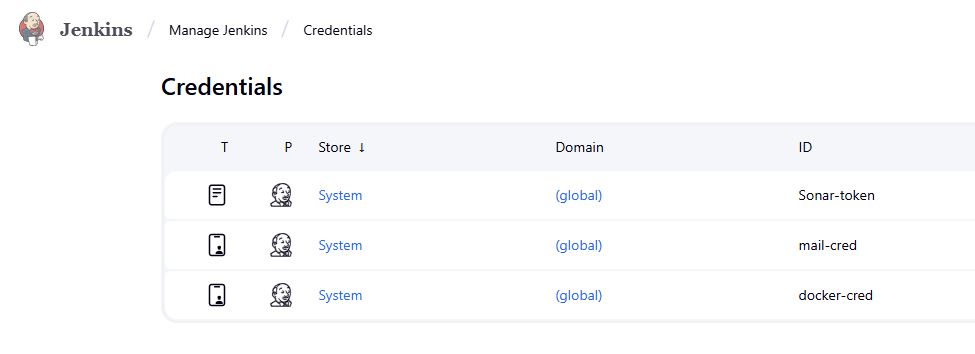 Jenkins / Manage Jenkins / Credentials
Credentials
T P Store ↓ Domain ID
System (global) Sonar-token
System (global) mail-cred
System (global) docker-cred